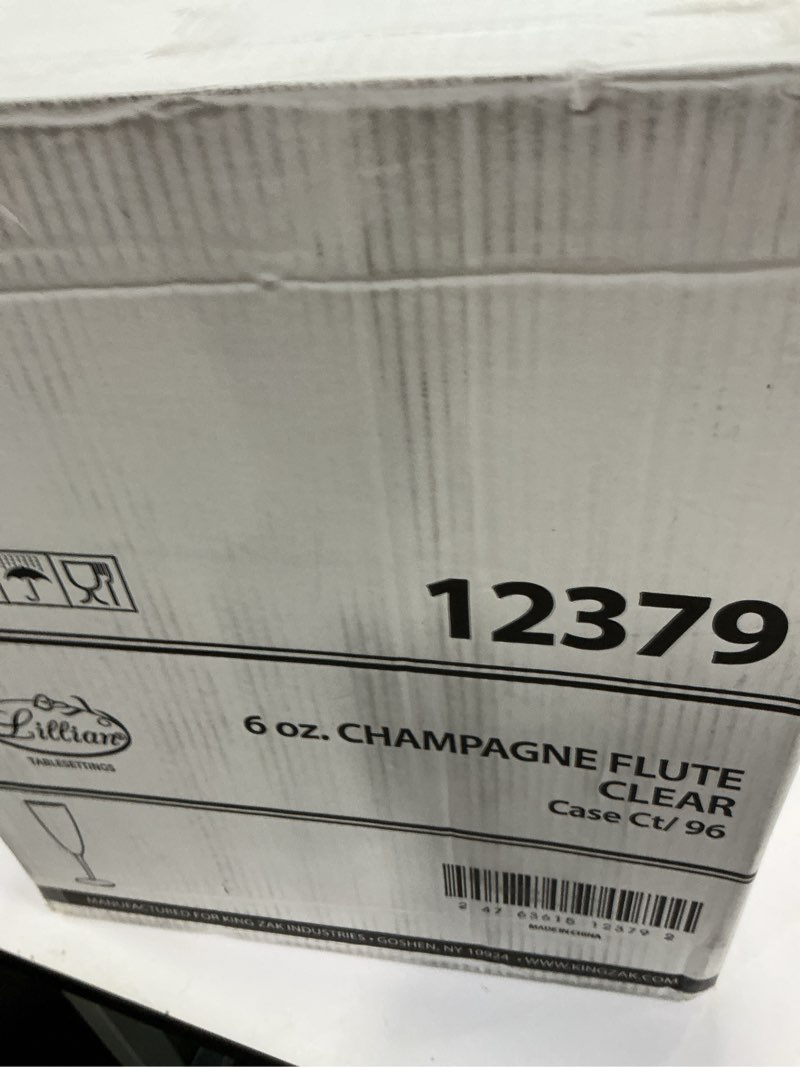 12379
Lillian
TABLESETTINGS
6 oz. CHAMPAGNE FLUTE
CLEAR
Case Ct/ 96
2 47 63618 12379 2
MADE IN CHINA
MANUFACTURED FOR KING ZAK INDUSTRIES • GOSHEN, NY 10924 • WWW.KINGZAK.COM